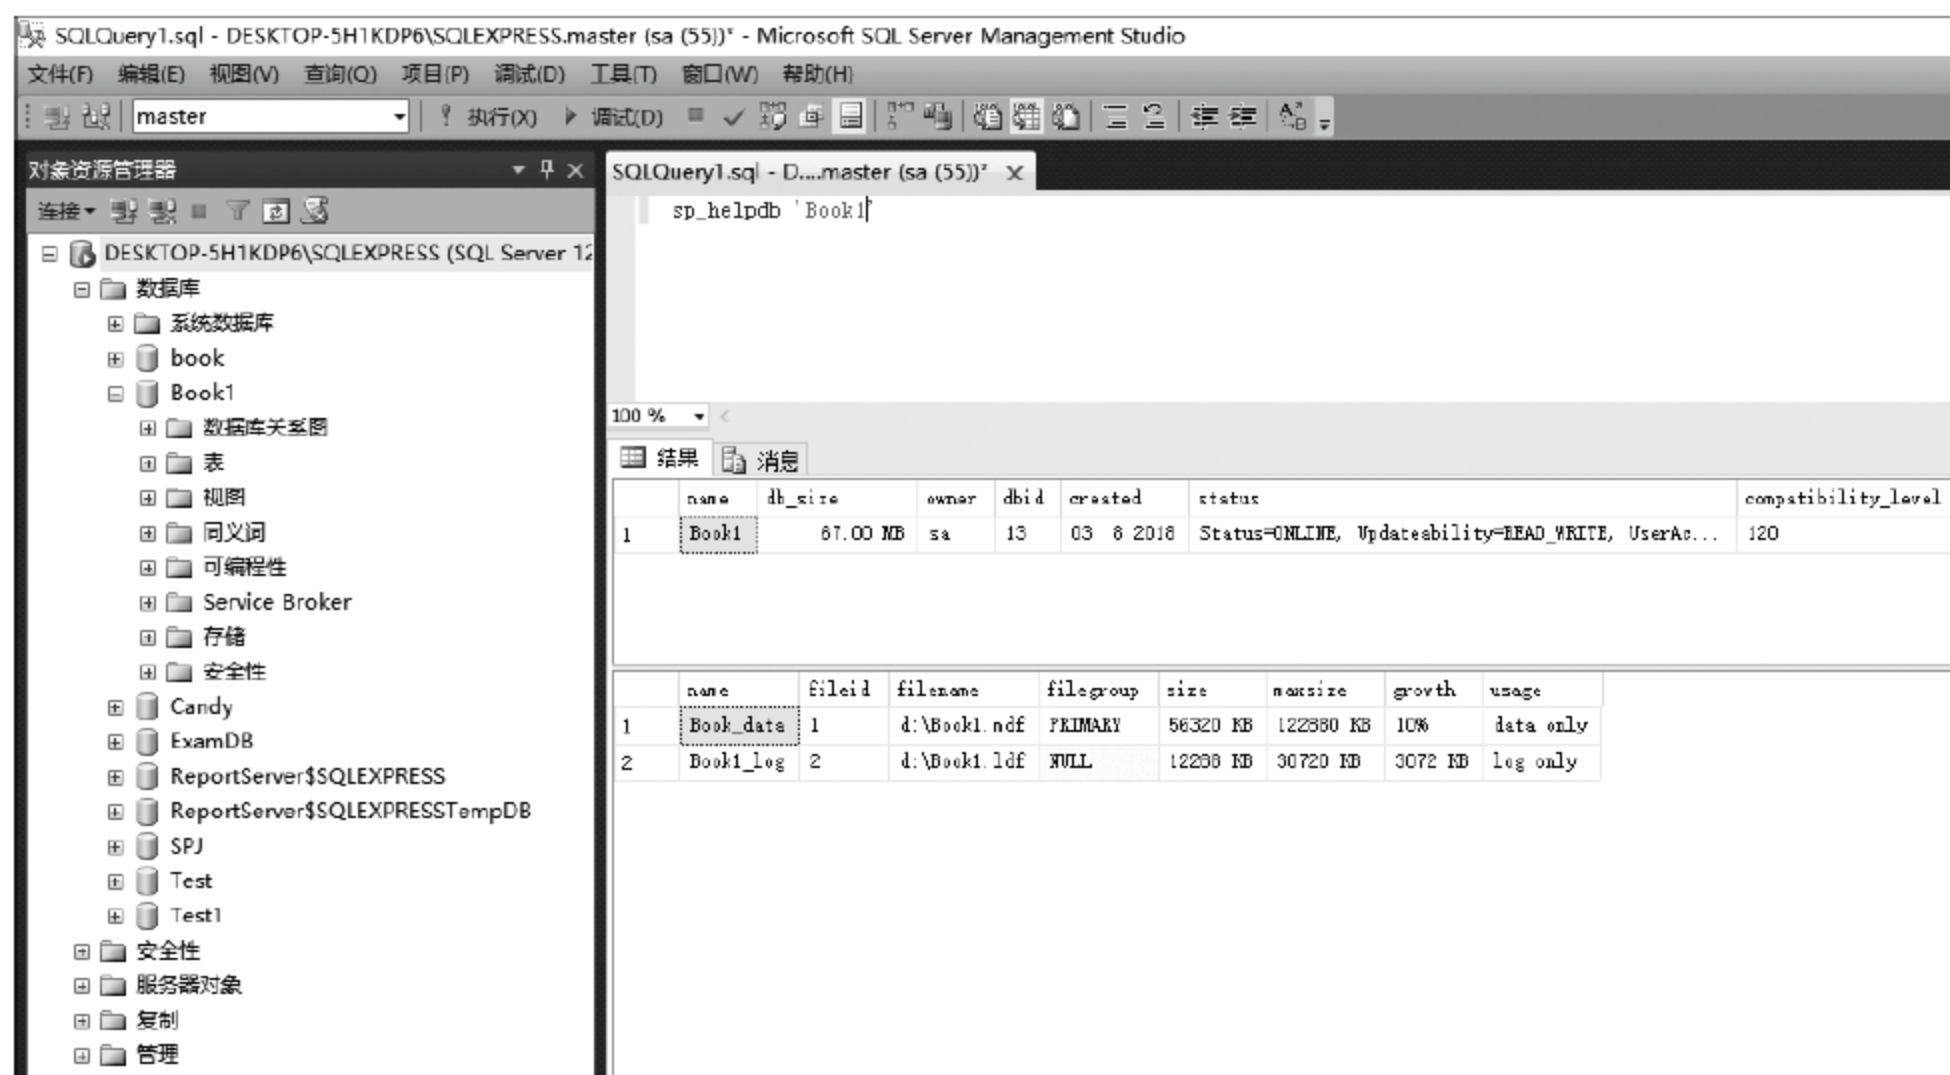 SQLQuery1.sql - DESKTOP-5H1KDP6\SQLEXPRESS.master (sa (55))* - Microsoft SQL Server Management Studio
文件(F) 编辑(E) 视图(V) 查询(Q) 项目(P) 调试(D) 工具(T) 窗口(W) 帮助(H)
master 执行(X) 调试(D)
对象资源管理器
连接
DESKTOP-5H1KDP6\SQLEXPRESS (SQL Server 12
数据库
系统数据库
book
Book1
数据库关系图
表
视图
同义词
可编程性
Service Broker
存储
安全性
Candy
ExamDB
ReportServer$SQLEXPRESS
ReportServer$SQLEXPRESSTempDB
SPJ
Test
Test1
安全性
服务器对象
复制
管理
SQLQuery1.sql - D....master (sa (55))*
sp_helpdb 'Book1'
100 %
结果 消息
name db_size owner dbid created status compatibility_level
1 Book1 67.00 MB sa 13 03 8 2018 Status=ONLINE, Updateability=READ_WRITE, UserAc... 120
name fileid filename filegroup size maxsize growth usage
1 Book_data 1 d:\Book1.mdf PRIMARY 56320 KB 122880 KB 10% data only
2 Book1_log 2 d:\Book1.ldf NULL 12288 KB 30720 KB 3072 KB log only